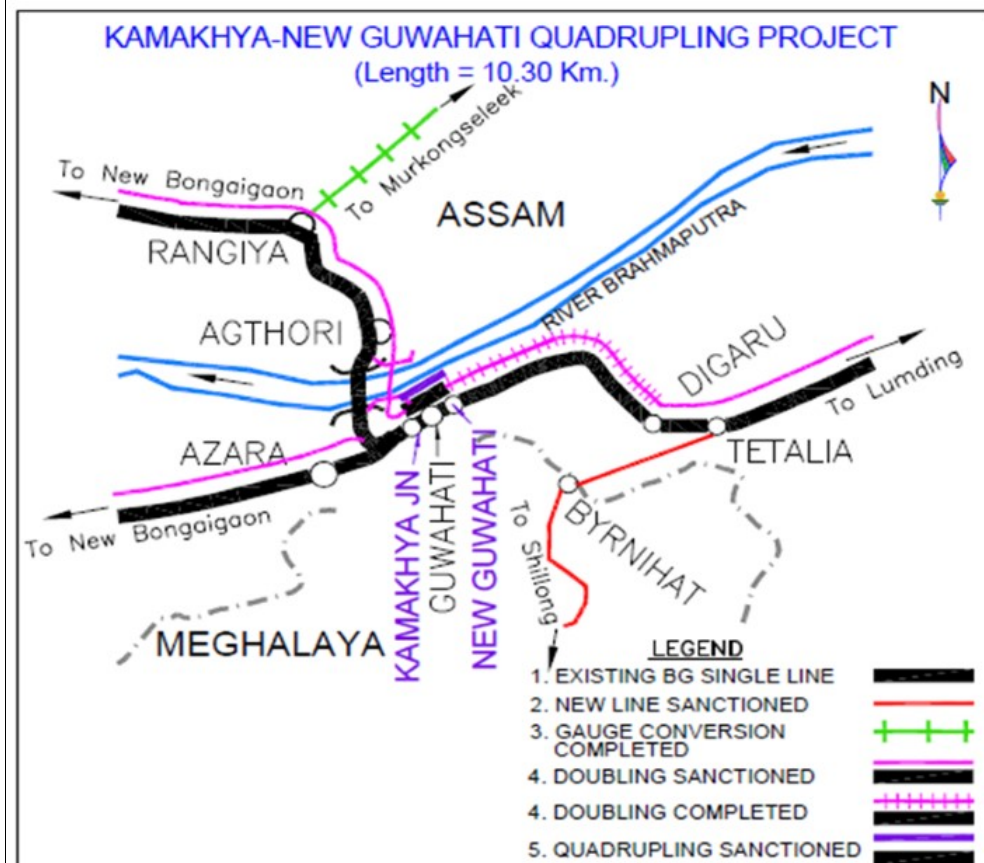 KAMAKHYA-NEW GUWAHATI QUADRUPLING PROJECT
(Length = 10.30 Km.)
N
To Murkongseleek
To New Bongaigaon
ASSAM
RANGIYA
RIVER BRAHMAPUTRA
AGTHORI
DIGARU
To Lumding
AZARA
TETALIA
To New Bongaigaon
KAMAKHYA JN
GUWAHATI
NEW GUWAHATI
To Shillong
BYRNIHAT
MEGHALAYA
LEGEND
1. EXISTING BG SINGLE LINE
2. NEW LINE SANCTIONED
3. GAUGE CONVERSION
COMPLETED
4. DOUBLING SANCTIONED
4. DOUBLING COMPLETED
5. QUADRUPLING SANCTIONED